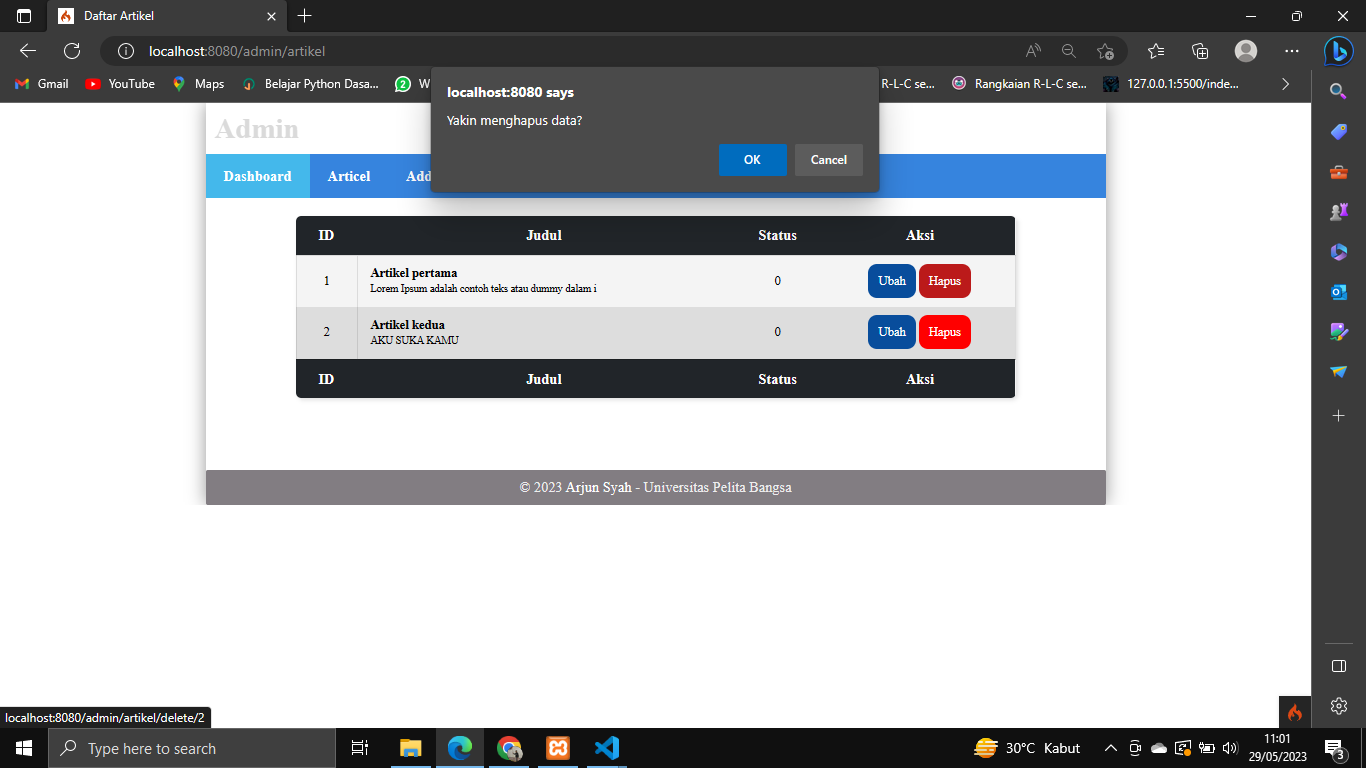 Daftar Artikel
localhost:8080/admin/artikel
Gmail YouTube Maps Belajar Python Dasa... 2 W R-L-C se... Rangkaian R-L-C se... 127.0.0.1:5500/inde...
localhost:8080 says
Yakin menghapus data?
OK Cancel
Admin
Dashboard Articel Add
ID Judul Status Aksi
1 Artikel pertama 0 Ubah Hapus
Lorem Ipsum adalah contoh teks atau dummy dalam i
2 Artikel kedua 0 Ubah Hapus
AKU SUKA KAMU
ID Judul Status Aksi
© 2023 Arjun Syah - Universitas Pelita Bangsa
localhost:8080/admin/artikel/delete/2
Type here to search
30°C Kabut
11:01
29/05/2023
3